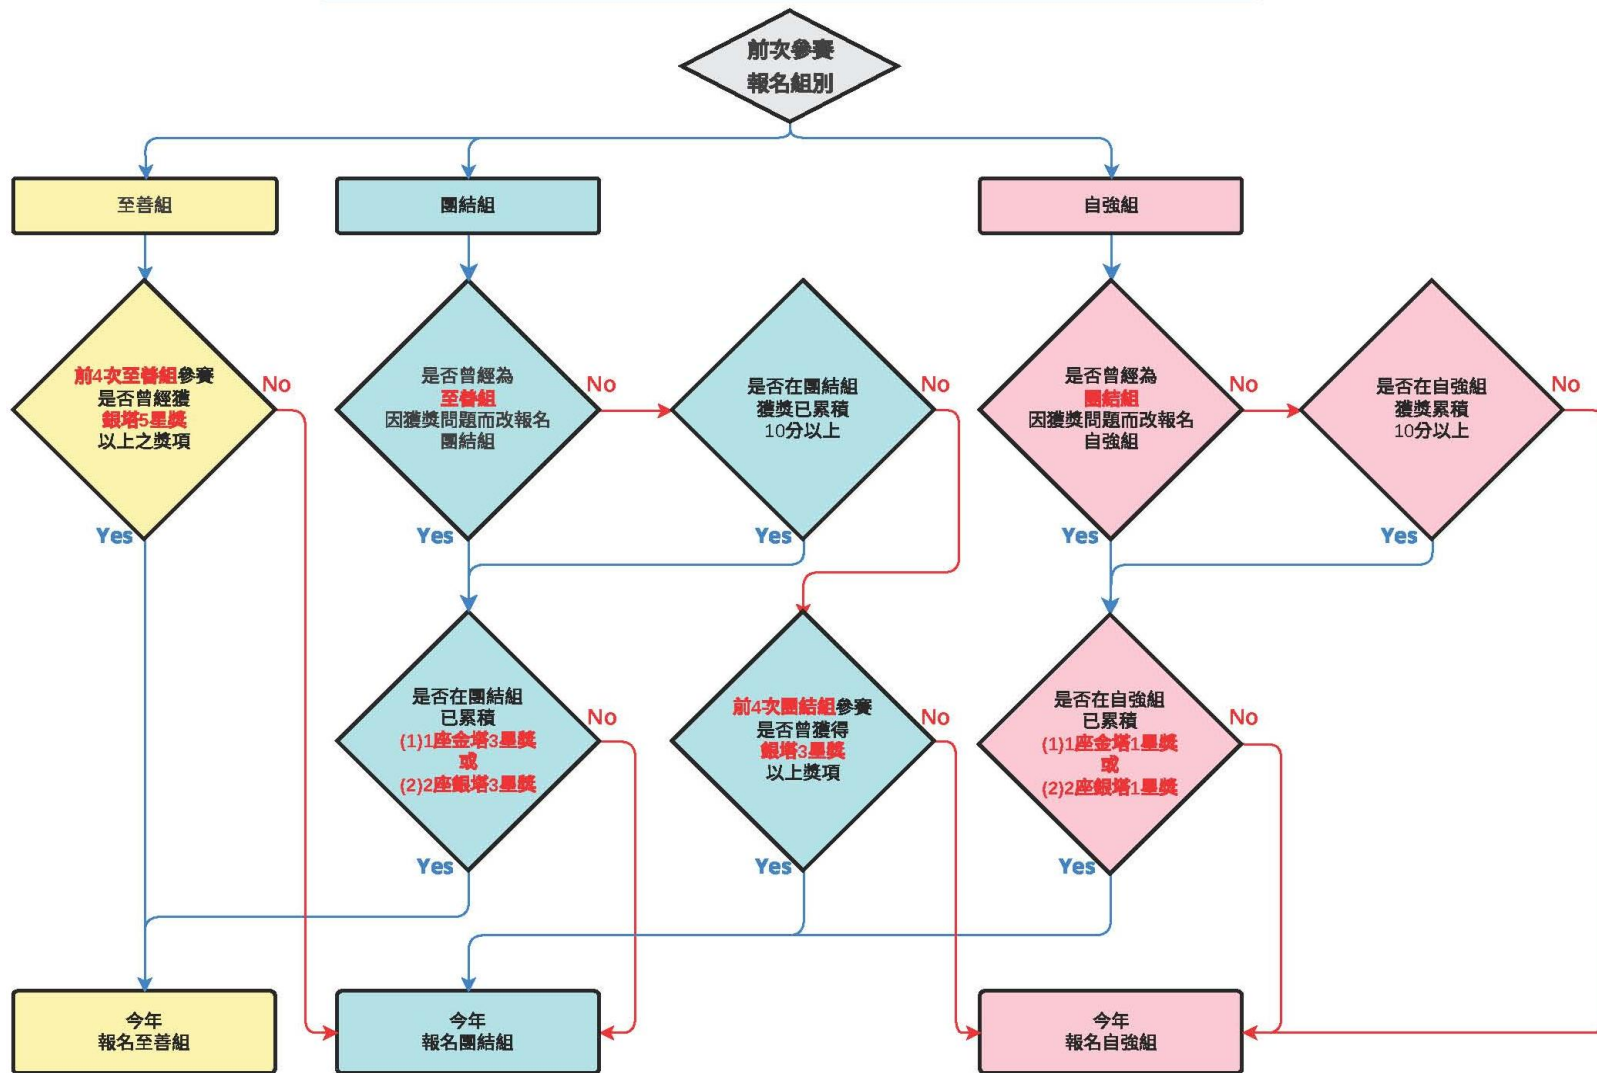 前次參賽
報名組別
至善組
團結組
自強組
前4次至善組參賽
是否曾經獲
銀塔5星獎
以上之獎項
No
Yes
是否曾經為
至善組
因獲獎問題而改報名
團結組
No
Yes
是否在團結組
獲獎已累積
10分以上
No
Yes
是否曾經為
團結組
因獲獎問題而改報名
自強組
No
Yes
是否在自強組
獲獎累積
10分以上
No
Yes
是否在團結組
已累積
(1)1座金塔3星獎
或
(2)2座銀塔3星獎
No
Yes
前4次團結組參賽
是否曾獲得
銀塔3星獎
以上獎項
No
Yes
是否在自強組
已累積
(1)1座金塔1星獎
或
(2)2座銀塔1星獎
No
Yes
今年
報名至善組
今年
報名團結組
今年
報名自強組